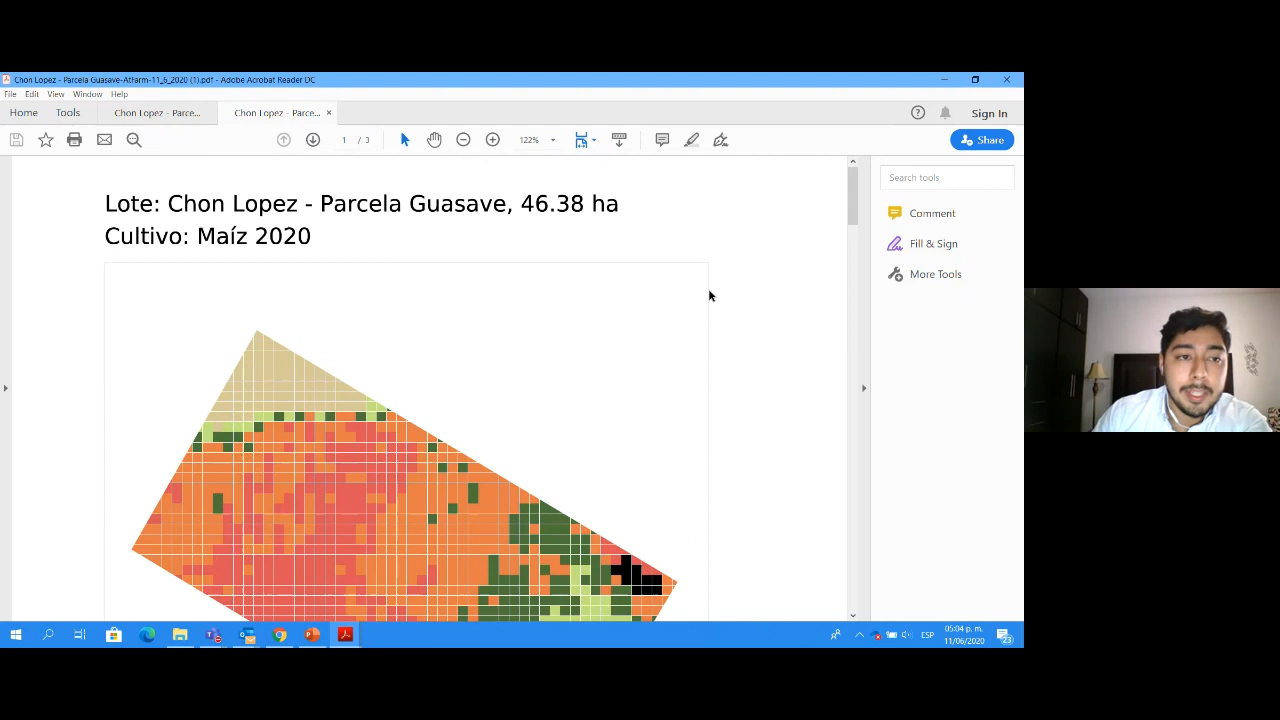 Chon Lopez - Parcela Guasave-AtFarm-11_6_2020 (1).pdf - Adobe Acrobat Reader DC
File Edit View Window Help
Home Tools Chon Lopez - Parce... Chon Lopez - Parce... ×
Sign In
1 / 3 122%
Share
Lote: Chon Lopez - Parcela Guasave, 46.38 ha
Cultivo: Maíz 2020
Search tools
Comment
Fill & Sign
More Tools
ESP
05:04 p. m.
11/06/2020
23